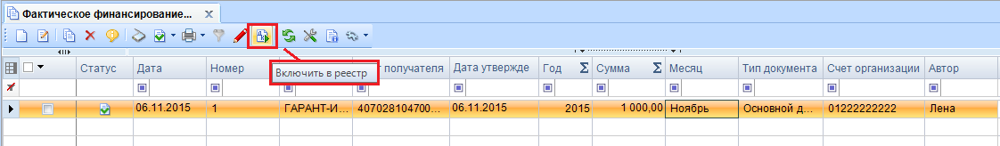 Фактическое финансирование...
Статус Дата Номер т получателя Дата утвержде Год Σ Сумма Σ Месяц Тип документа Счет организации Автор
Включить в реестр
06.11.2015 1 ГАРАНТ-И... 407028104700... 06.11.2015 2015 1 000,00 Ноябрь Основной д... 01222222222 Лена